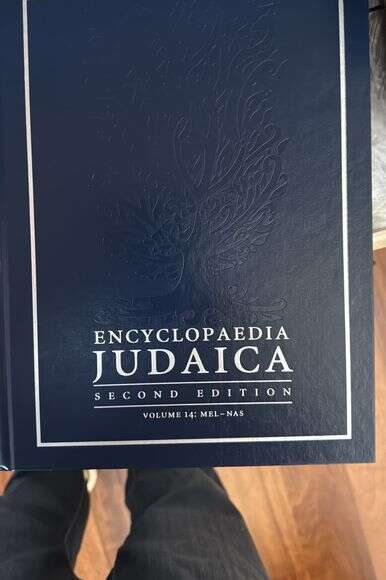 ENCYCLOPAEDIA
JUDAICA
SECOND EDITION
VOLUME 14: MEL–NAS